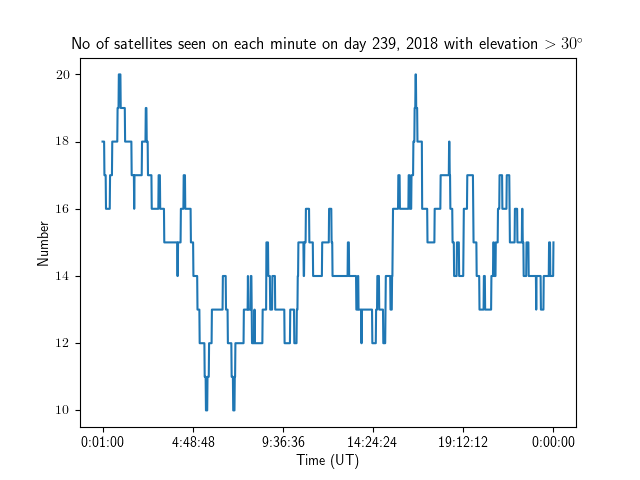 No of satellites seen on each minute on day 239, 2018 with elevation > 30°
20
18
16
14
12
10
Number
0:01:00 4:48:48 9:36:36 14:24:24 19:12:12 0:00:00
Time (UT)